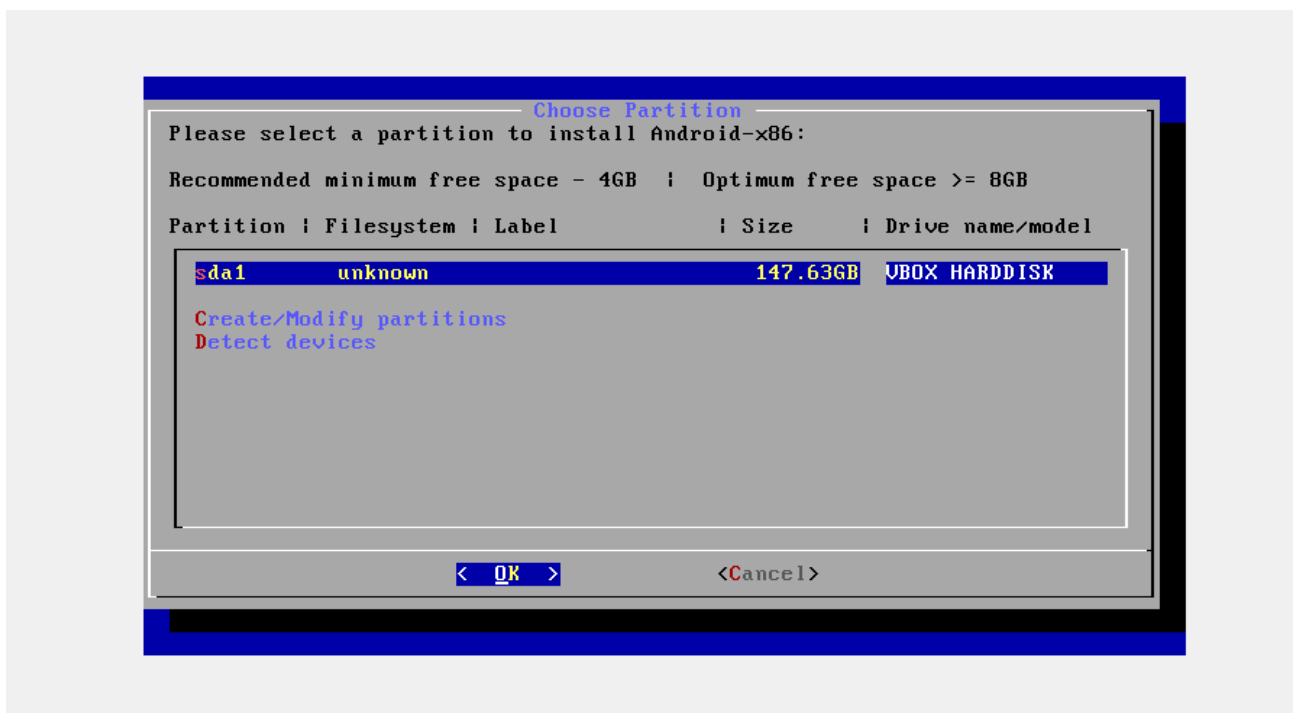 Choose Partition
Please select a partition to install Android-x86:
Recommended minimum free space - 4GB ¦ Optimum free space >= 8GB
Partition ¦ Filesystem ¦ Label ¦ Size ¦ Drive name/model
sda1 unknown 147.63GB VBOX HARDDISK
Create/Modify partitions
Detect devices
< OK > <Cancel>